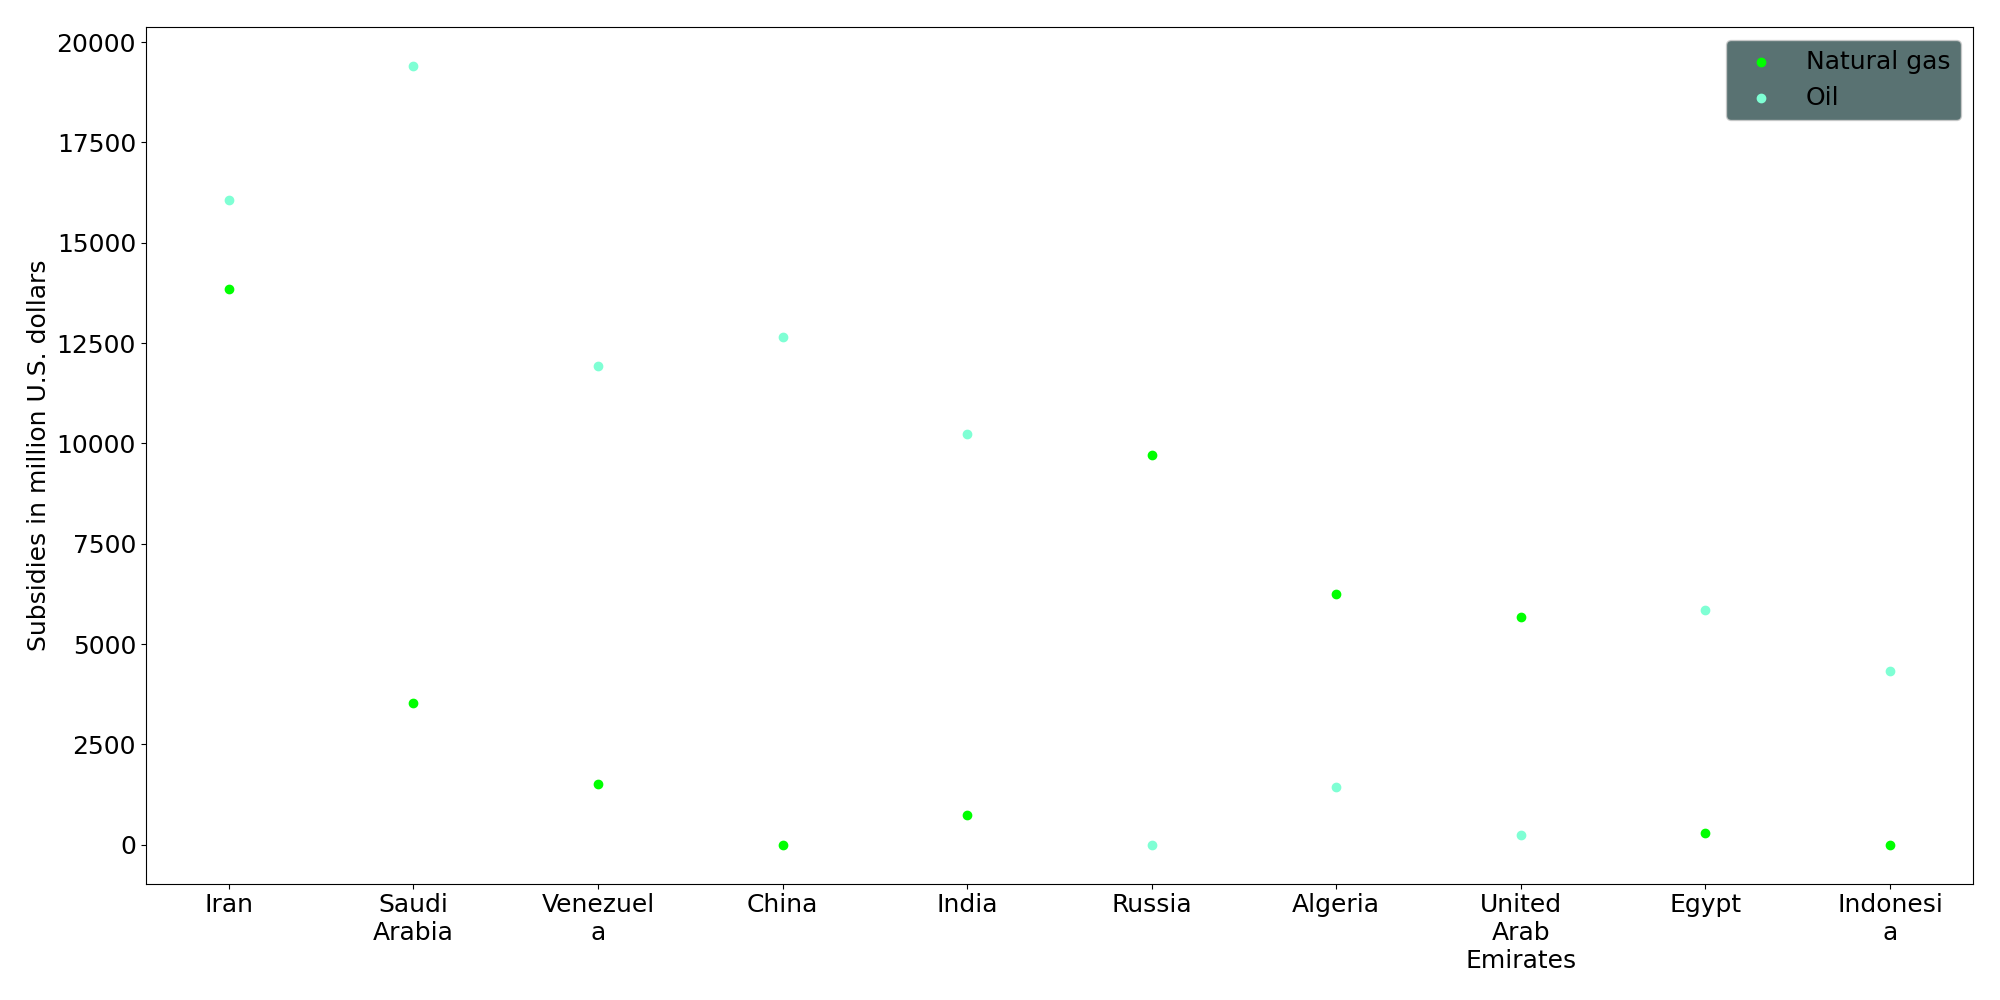 Subsidies in million U.S. dollars
20000
17500
15000
12500
10000
7500
5000
2500
0
Natural gas
Oil
Iran
Saudi
Arabia
Venezuel
a
China
India
Russia
Algeria
United
Arab
Emirates
Egypt
Indonesi
a